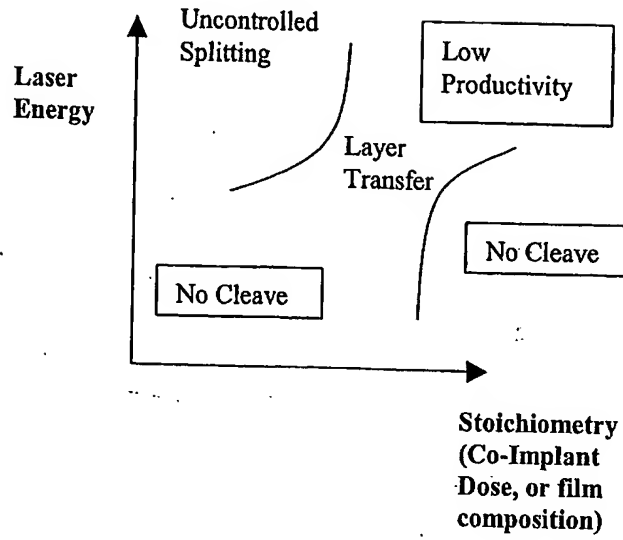 Uncontrolled
Splitting
Laser
Energy
Low
Productivity
Layer
Transfer
No Cleave
No Cleave
Stoichiometry
(Co-Implant
Dose, or film
composition)